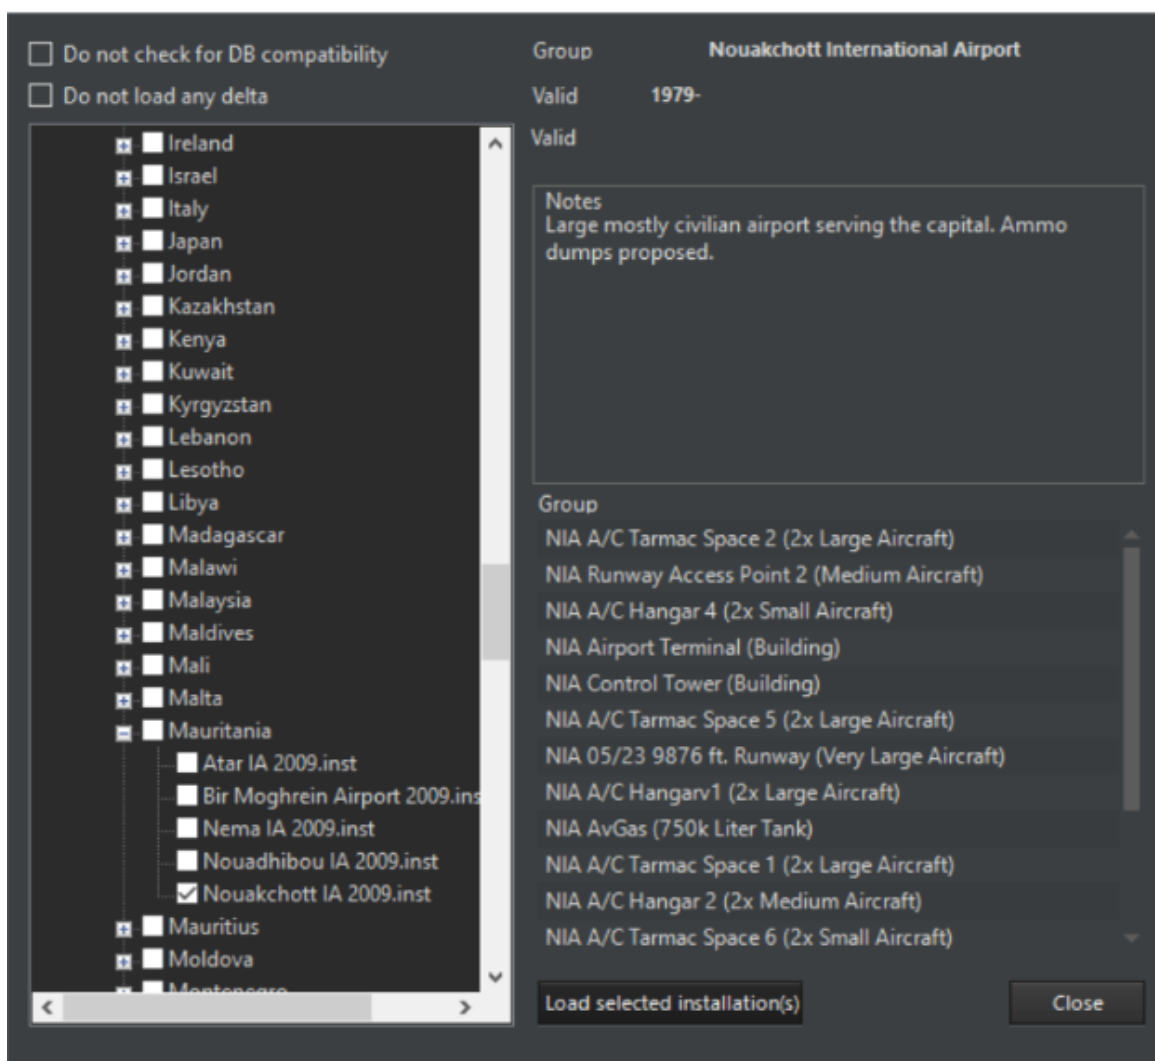 Do not check for DB compatibility
Do not load any delta
Ireland
Israel
Italy
Japan
Jordan
Kazakhstan
Kenya
Kuwait
Kyrgyzstan
Lebanon
Lesotho
Libya
Madagascar
Malawi
Malaysia
Maldives
Mali
Malta
Mauritania
Atar IA 2009.inst
Bir Moghrein Airport 2009.ins
Nema IA 2009.inst
Nouadhibou IA 2009.inst
Nouakchott IA 2009.inst
Mauritius
Moldova
Montenegro
Group Nouakchott International Airport
Valid 1979-
Valid
Notes
Large mostly civilian airport serving the capital. Ammo
dumps proposed.
Group
NIA A/C Tarmac Space 2 (2x Large Aircraft)
NIA Runway Access Point 2 (Medium Aircraft)
NIA A/C Hangar 4 (2x Small Aircraft)
NIA Airport Terminal (Building)
NIA Control Tower (Building)
NIA A/C Tarmac Space 5 (2x Large Aircraft)
NIA 05/23 9876 ft. Runway (Very Large Aircraft)
NIA A/C Hangarv1 (2x Large Aircraft)
NIA AvGas (750k Liter Tank)
NIA A/C Tarmac Space 1 (2x Large Aircraft)
NIA A/C Hangar 2 (2x Medium Aircraft)
NIA A/C Tarmac Space 6 (2x Small Aircraft)
Load selected installation(s)
Close